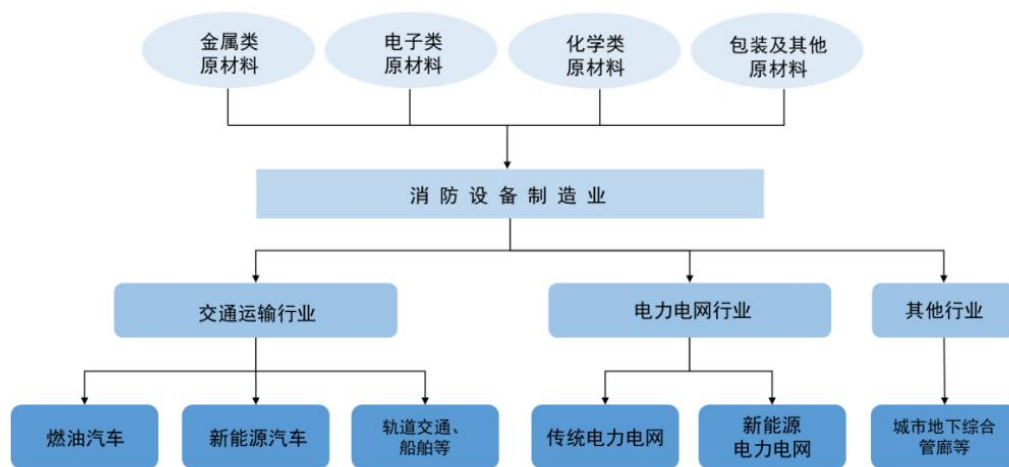 金属类
原材料
电子类
原材料
化学类
原材料
包装及其他
原材料
消防设备制造业
交通运输行业
电力电网行业
其他行业
燃油汽车
新能源汽车
轨道交通、
船舶等
传统电力电网
新能源
电力电网
城市地下综合
管廊等